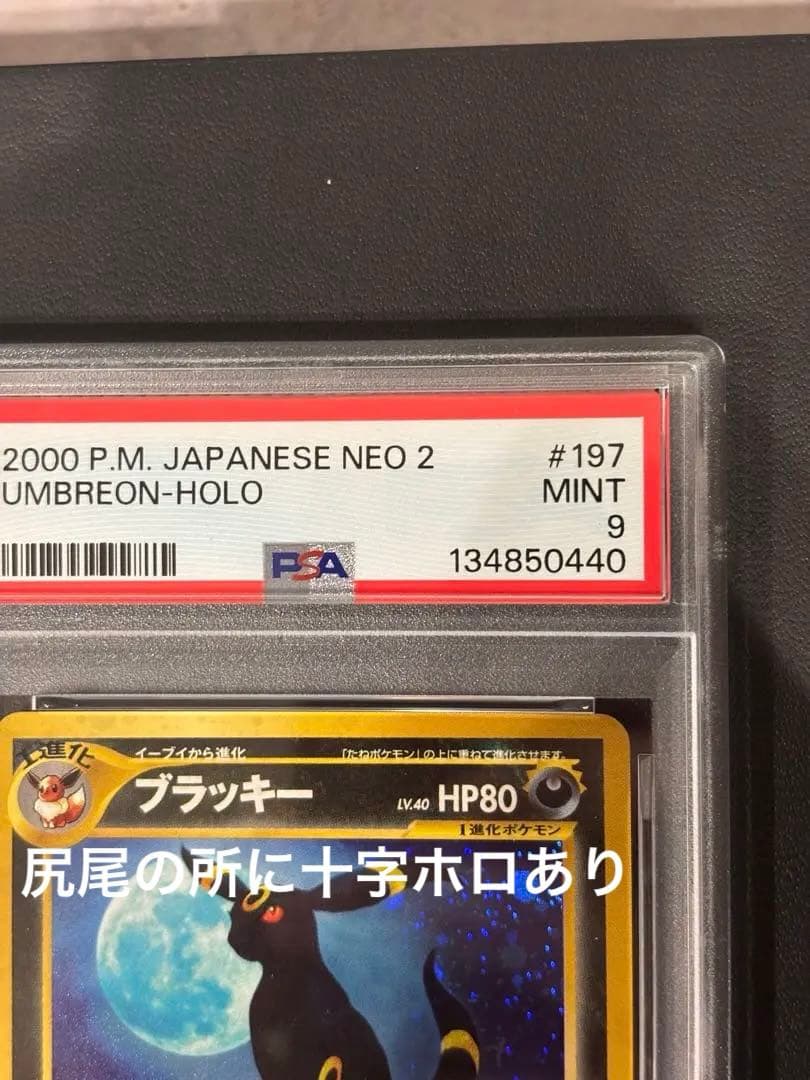 2000 P.M. JAPANESE NEO 2 #197
UMBREON-HOLO MINT
9
PSA 134850440
1進化
イーブイから進化 「たねポケモン」の上に重ねて進化させます。
ブラッキー LV.40 HP80
1進化ポケモン
尻尾の所に十字ホロあり